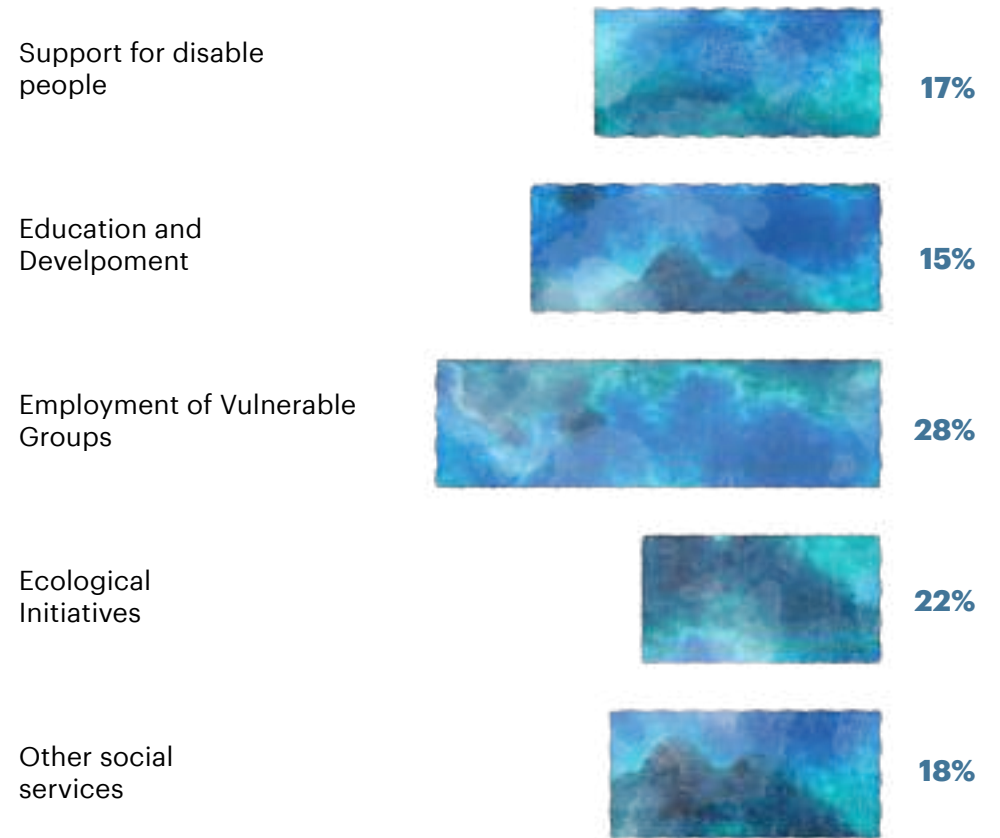 Support for disable
people
17%
Education and
Develpoment
15%
Employment of Vulnerable
Groups
28%
Ecological
Initiatives
22%
Other social
services
18%